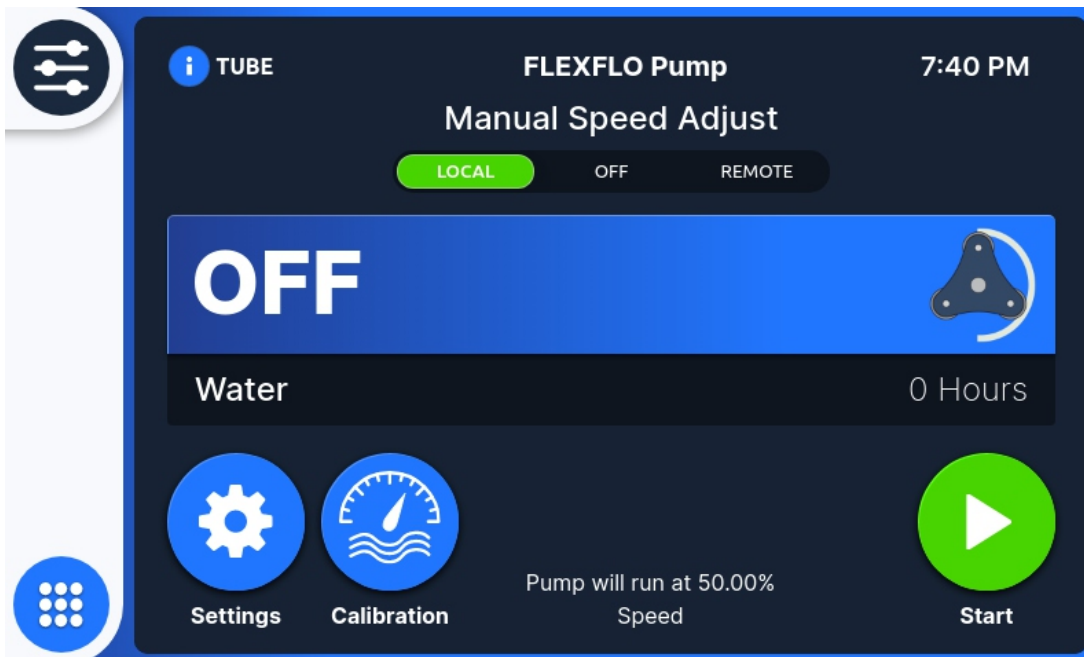 TUBE FLEXFLO Pump 7:40 PM
Manual Speed Adjust
LOCAL OFF REMOTE
OFF
Water 0 Hours
Pump will run at 50.00%
Speed
Settings Calibration Start